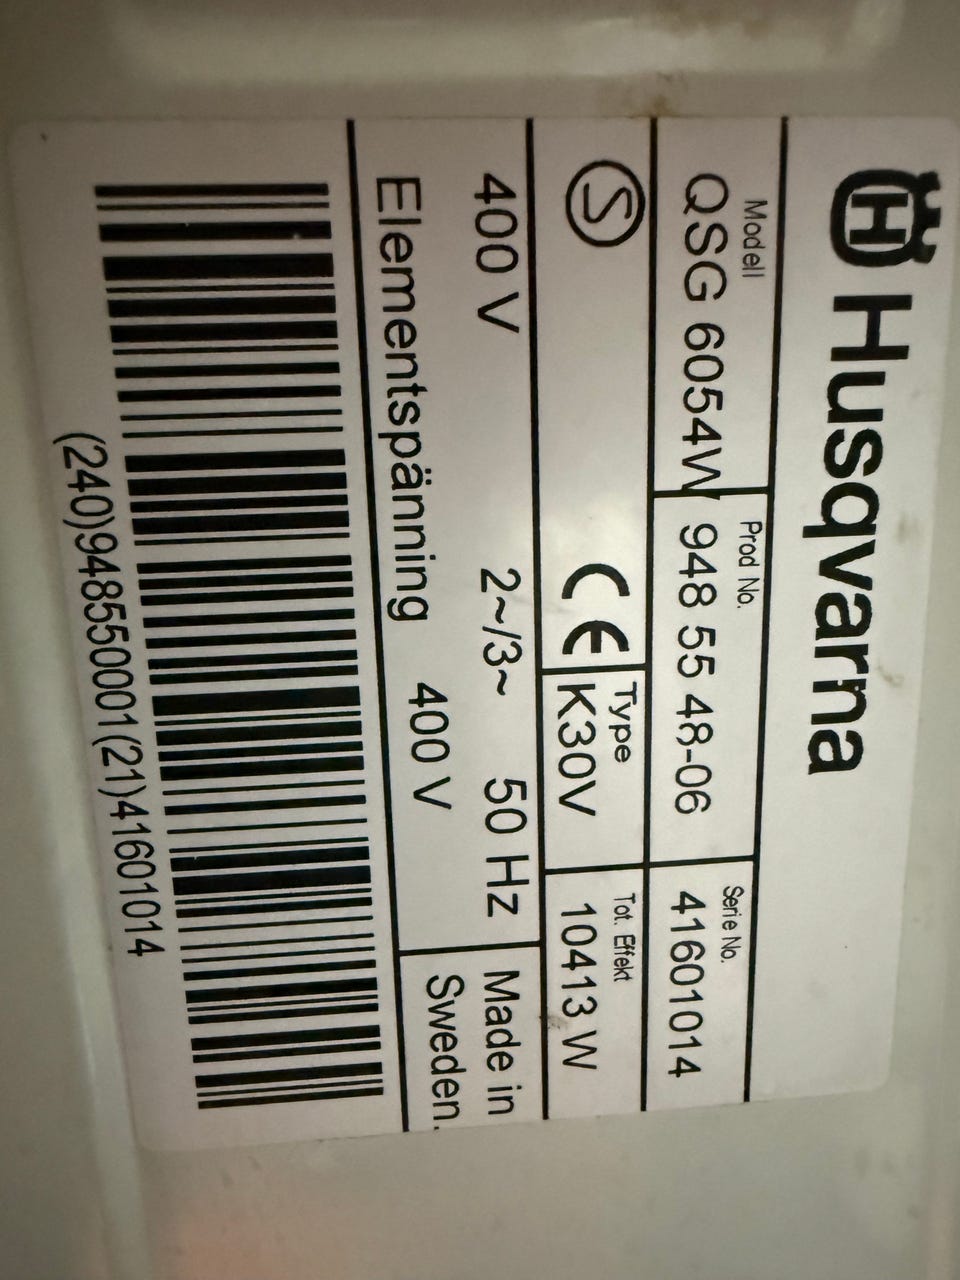 Husqvarna
Modell
QSG 6054W
Prod No.
948 55 48-06
Serie No.
41601014
S
CE
Type
K30V
Tot. Effekt
10413 W
400 V 2~/3~ 50 Hz
Elementspänning 400 V
Made in
Sweden.
(240)948550001(21)41601014